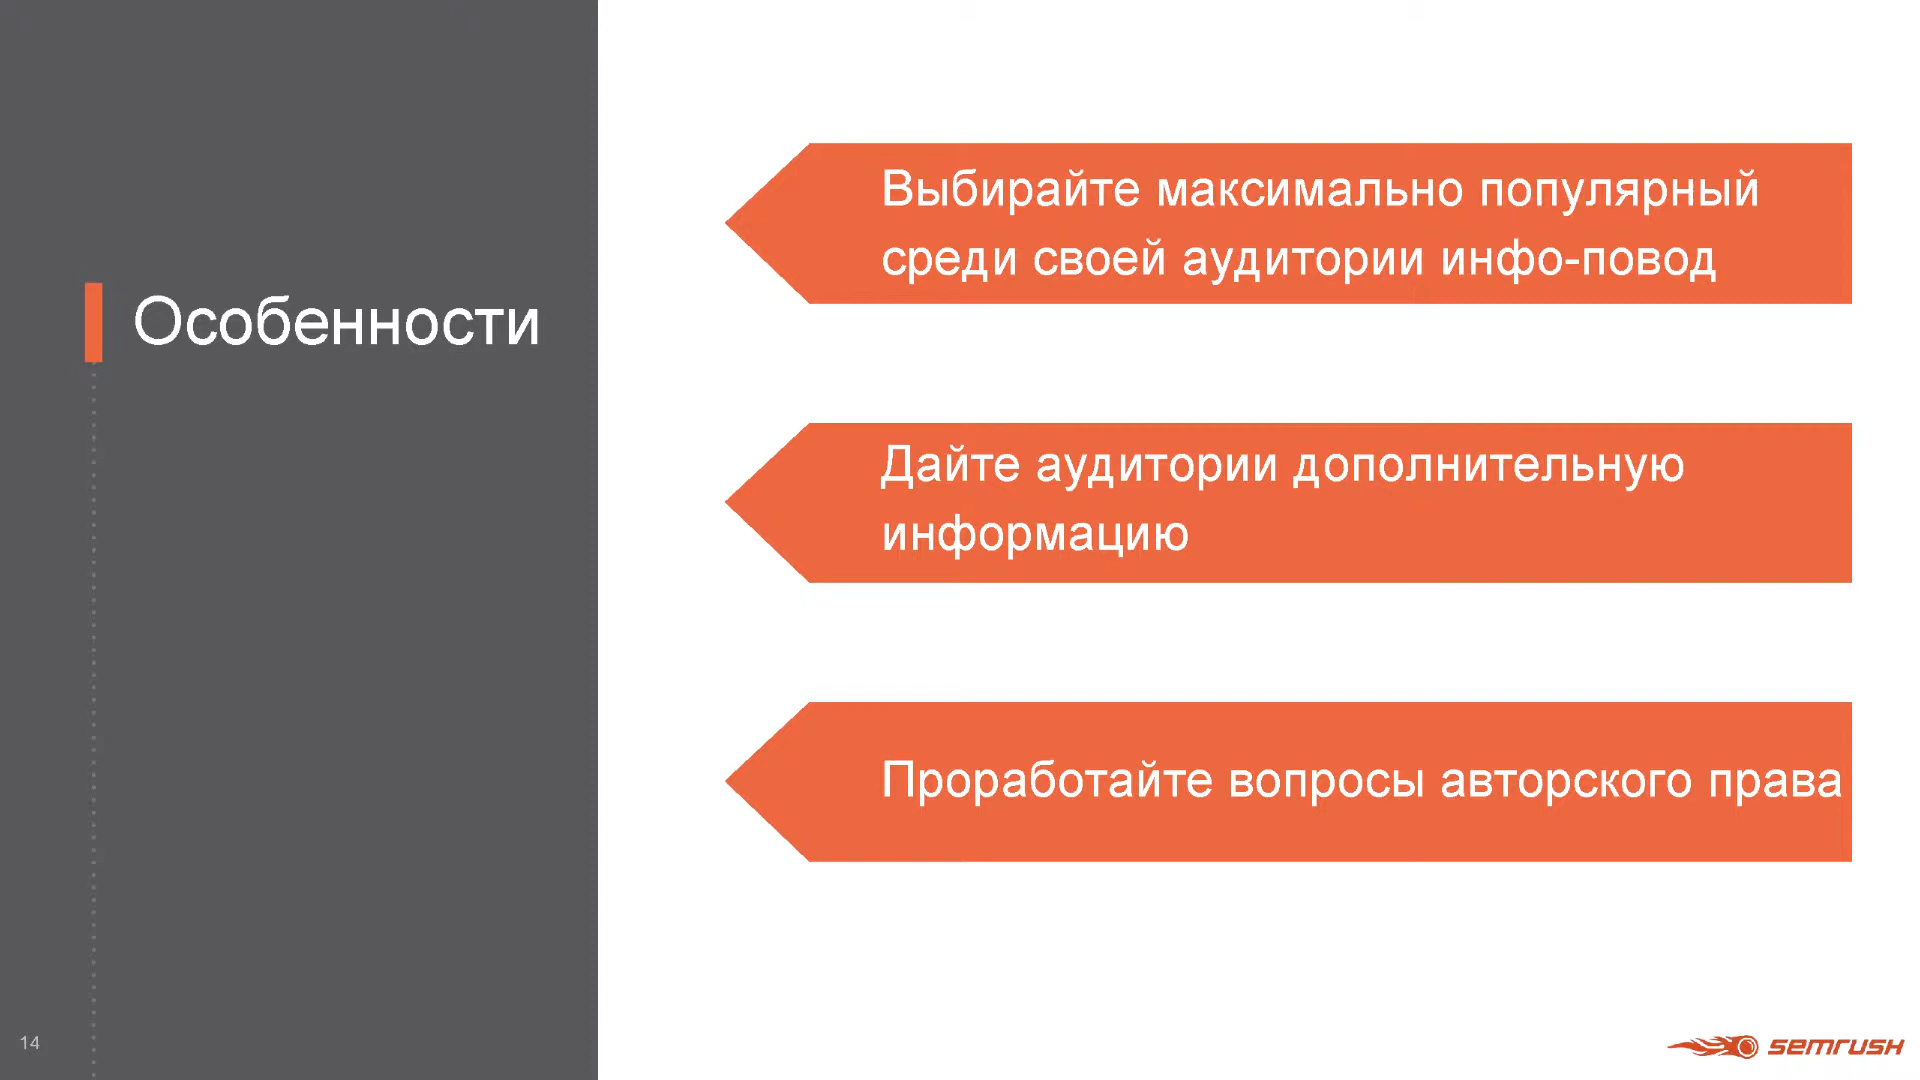 Особенности
Выбирайте максимально популярный
среди своей аудитории инфо-повод
Дайте аудитории дополнительную
информацию
Проработайте вопросы авторского права
14
semrush